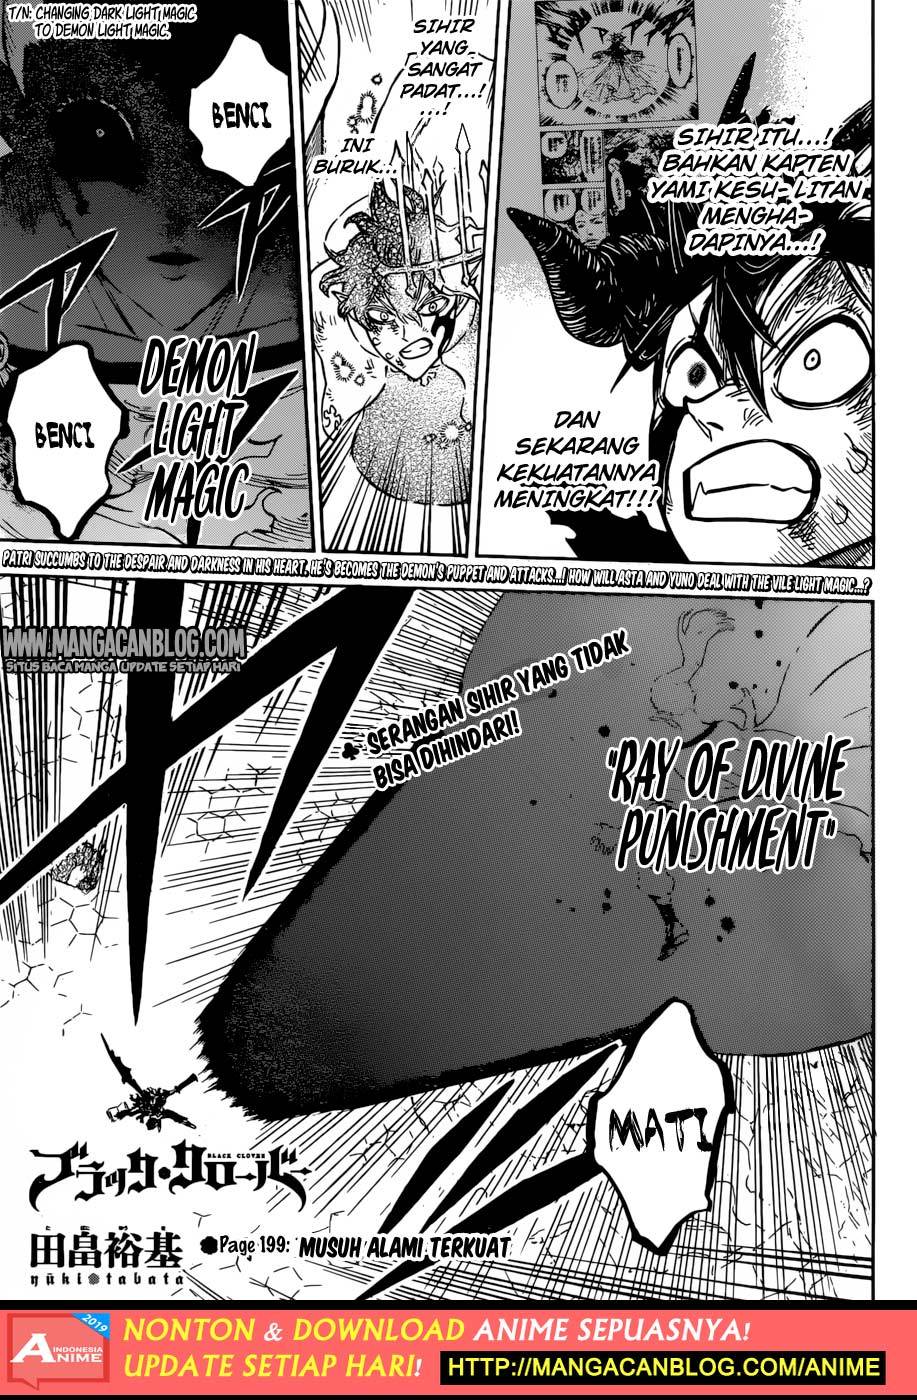 T/N: CHANGING DARK LIGHT MAGIC
TO DEMON LIGHT MAGIC.
SIHIR ITU...!
BAHKAN KAPTEN
YAMI KESU- LITAN
MENGHA-
DAPINYA...!
DAN
SEKARANG
KEKUATANNYA
MENINGKAT!!!
SIHIR
YANG
SANGAT
PADAT...!
...!
INI
BURUK...
BENCI
DEMON
LIGHT
MAGIC
BENCI
PATRI SUCCUMBS TO THE DESPAIR AND DARKNESS IN HIS HEART. HE'S BECOMES THE DEMON'S PUPPET AND ATTACKS...! HOW WILL ASTA AND YUNO DEAL WITH THE VILE LIGHT MAGIC...?
WWW.MANGACANBLOG.COM
SITUS BACA MANGA UPDATE SETIAP HARI
SERANGAN SIHIR YANG TIDAK
BISA DIHINDARI!
"RAY OF DIVINE
PUNISHMENT"
MATI
BLACK CLOVER
ブラッククローバー
田畠裕基
yūki tabata
Page 199: MUSUH ALAMI TERKUAT
2019
A INDONESIA
ANIME
NONTON & DOWNLOAD ANIME SEPUASNYA!
UPDATE SETIAP HARI! HTTP://MANGACANBLOG.COM/ANIME